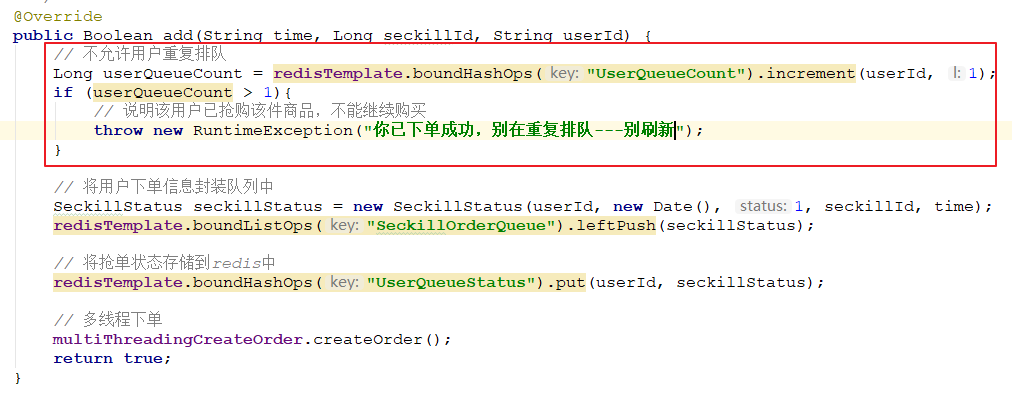 @Override
public Boolean add(String time, Long seckillId, String userId) {
// 不允许用户重复排队
Long userQueueCount = redisTemplate.boundHashOps( key: "UserQueueCount").increment(userId, l: 1);
if (userQueueCount > 1){
// 说明该用户已抢购该件商品，不能继续购买
throw new RuntimeException("你已下单成功，别在重复排队---别刷新");
}
// 将用户下单信息封装队列中
SeckillStatus seckillStatus = new SeckillStatus(userId, new Date(), status: 1, seckillId, time);
redisTemplate.boundListOps( key: "SeckillOrderQueue").leftPush(seckillStatus);
// 将抢单状态存储到redis中
redisTemplate.boundHashOps( key: "UserQueueStatus").put(userId, seckillStatus);
// 多线程下单
multiThreadingCreateOrder.createOrder();
return true;
}